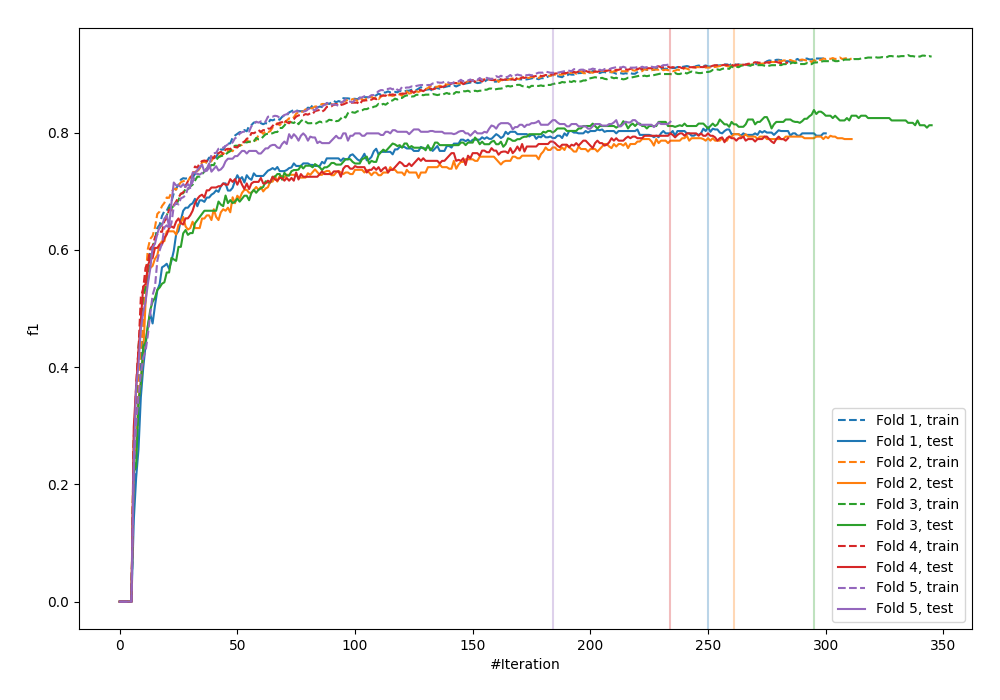 f1
0.8
0.6
0.4
0.2
0.0
0
50
100
150
200
250
300
350
#Iteration
Fold 1, train
Fold 1, test
Fold 2, train
Fold 2, test
Fold 3, train
Fold 3, test
Fold 4, train
Fold 4, test
Fold 5, train
Fold 5, test